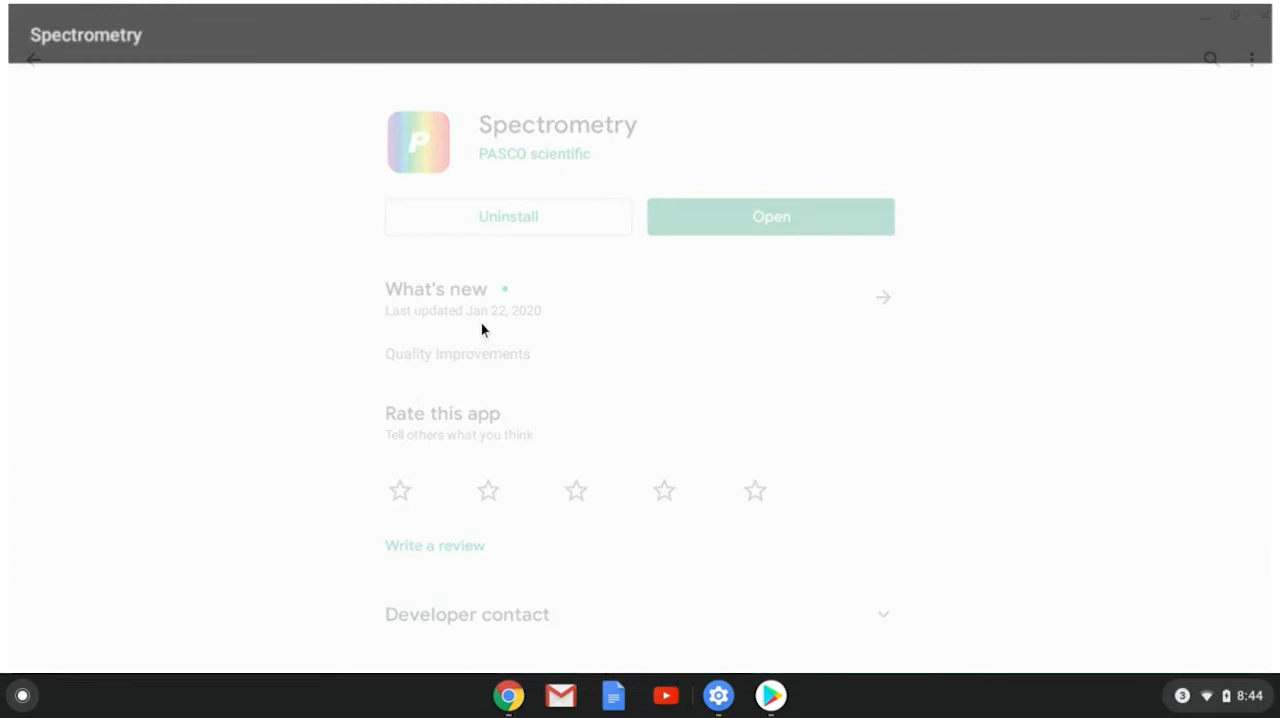 Spectrometry
Spectrometry
PASCO scientific
Uninstall
Open
What's new
Last updated Jan 22, 2020
Quality Improvements
Rate this app
Tell others what you think
Write a review
Developer contact
3
8:44